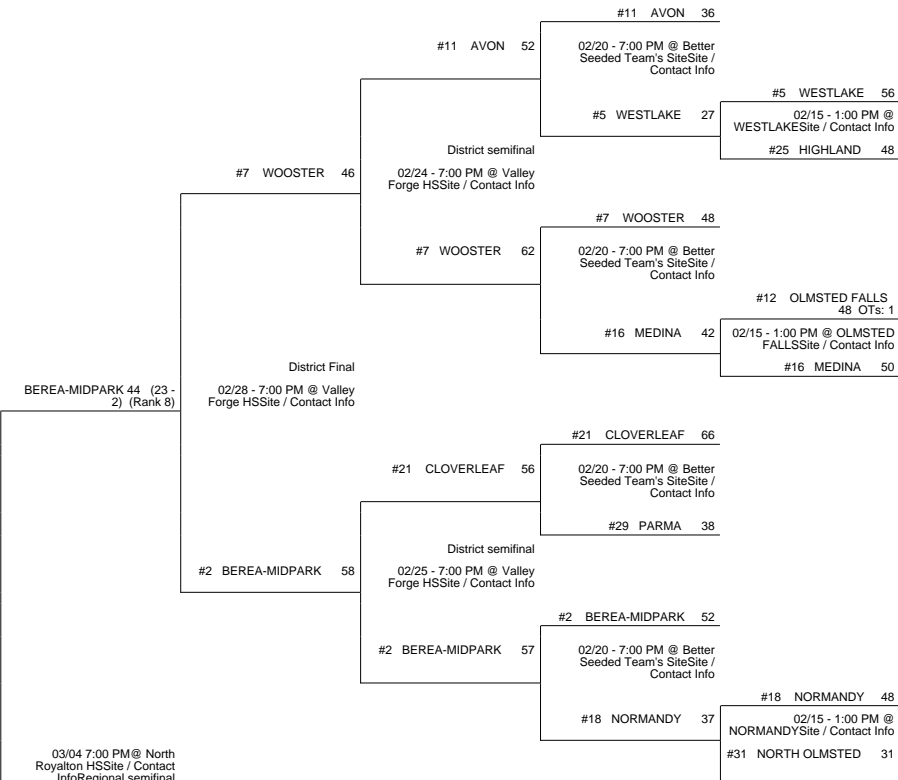 #11 AVON 36
#11 AVON 52
02/20 - 7:00 PM @ Better
Seeded Team's SiteSite /
Contact Info
#5 WESTLAKE 56
#5 WESTLAKE 27
02/15 - 1:00 PM @
WESTLAKESite / Contact Info
#25 HIGHLAND 48
District semifinal
#7 WOOSTER 46
02/24 - 7:00 PM @ Valley
Forge HSSite / Contact Info
#7 WOOSTER 48
#7 WOOSTER 62
02/20 - 7:00 PM @ Better
Seeded Team's SiteSite /
Contact Info
#12 OLMSTED FALLS
48 OTs: 1
#16 MEDINA 42
02/15 - 1:00 PM @ OLMSTED
FALLSSite / Contact Info
#16 MEDINA 50
District Final
BEREA-MIDPARK 44 (23 -
2) (Rank 8)
02/28 - 7:00 PM @ Valley
Forge HSSite / Contact Info
#21 CLOVERLEAF 66
#21 CLOVERLEAF 56
02/20 - 7:00 PM @ Better
Seeded Team's SiteSite /
Contact Info
#29 PARMA 38
District semifinal
#2 BEREA-MIDPARK 58
02/25 - 7:00 PM @ Valley
Forge HSSite / Contact Info
#2 BEREA-MIDPARK 52
#2 BEREA-MIDPARK 57
02/20 - 7:00 PM @ Better
Seeded Team's SiteSite /
Contact Info
#18 NORMANDY 48
#18 NORMANDY 37
02/15 - 1:00 PM @
NORMANDYSite / Contact Info
#31 NORTH OLMSTED 31
03/04 7:00 PM@ North
Royalton HSSite / Contact
InfoRegional semifinal